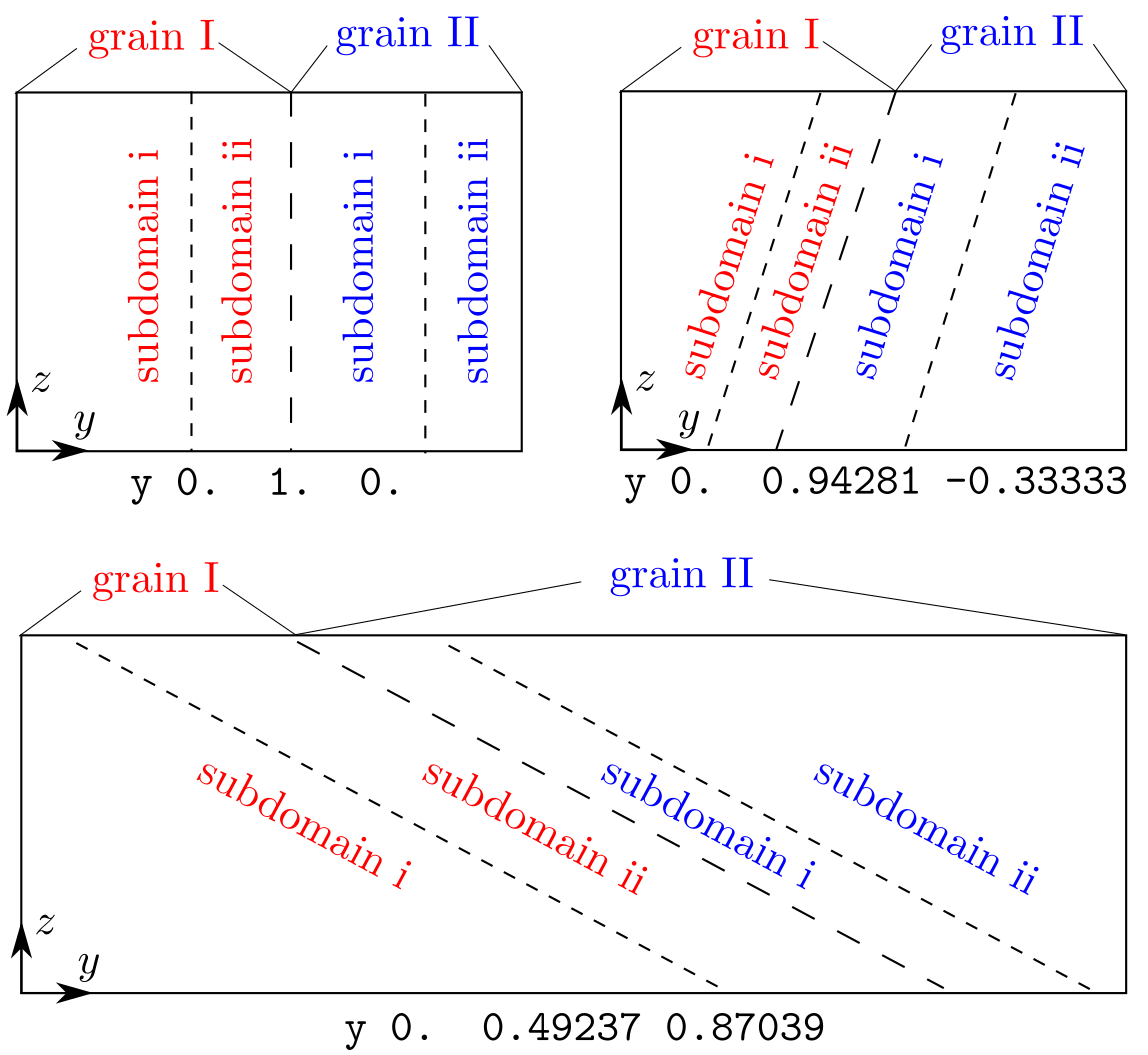 grain I
grain II
subdomain i
subdomain ii
subdomain i
subdomain ii
z
y
y 0. 1. 0.
grain I
grain II
subdomain i
subdomain ii
subdomain i
subdomain ii
z
y
y 0. 0.94281 -0.33333
grain I
grain II
subdomain i
subdomain ii
subdomain i
subdomain ii
z
y
y 0. 0.49237 0.87039